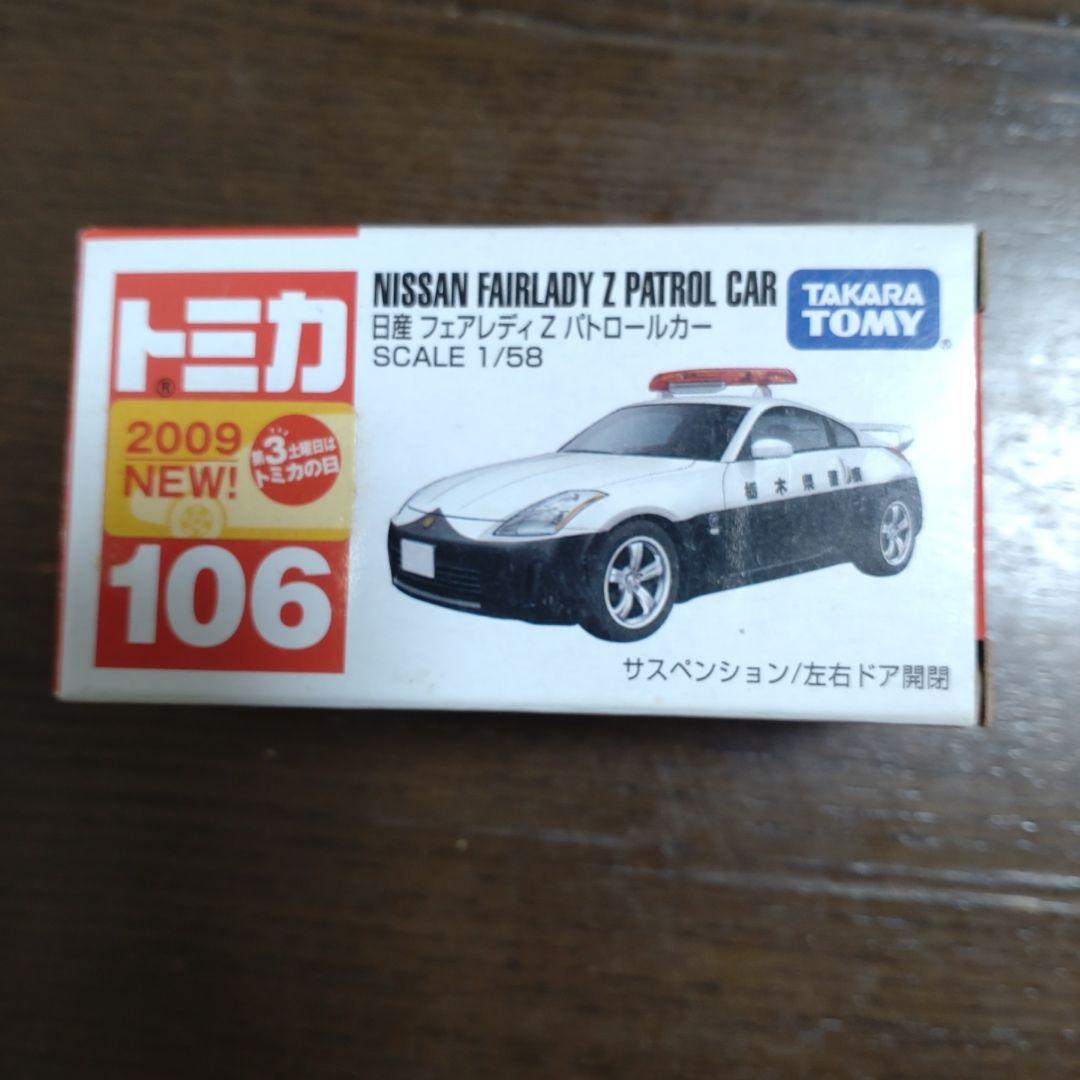 トミカ
®
2009
NEW!
第3土曜日は
トミカの日
106
NISSAN FAIRLADY Z PATROL CAR
日産 フェアレディ Z パトロールカー
SCALE 1/58
TAKARA
TOMY®
栃木県警察
サスペンション/左右ドア開閉